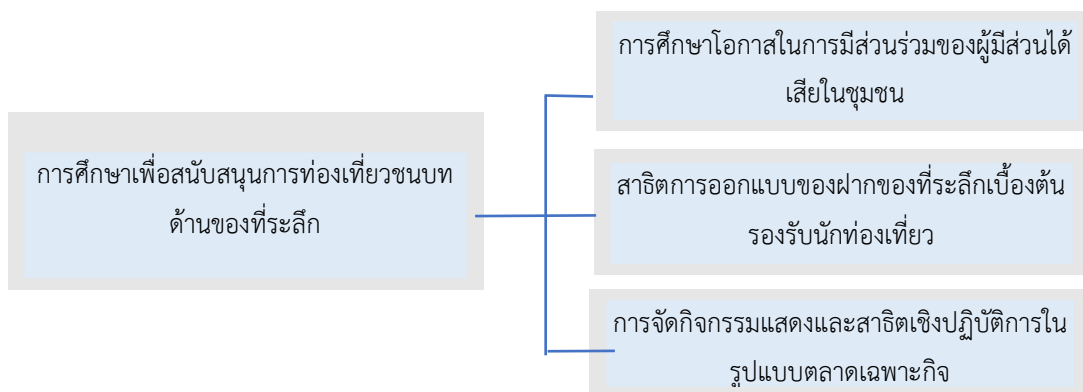 การศึกษาโอกาสในการมีส่วนร่วมของผู้มีส่วนได้
เสียในชุมชน
การศึกษาเพื่อสนับสนุนการท่องเที่ยวชนบท
ด้านของที่ระลึก
สาธิตการออกแบบของฝากของที่ระลึกเบื้องต้น
รองรับนักท่องเที่ยว
การจัดกิจกรรมแสดงและสาธิตเชิงปฏิบัติการใน
รูปแบบตลาดเฉพาะกิจ